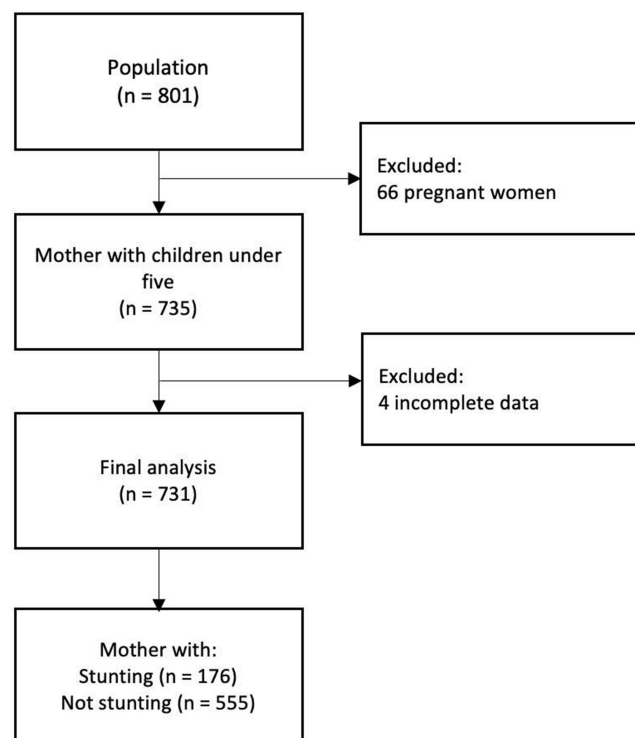 Population
(n = 801)
Excluded:
66 pregnant women
Mother with children under
five
(n = 735)
Excluded:
4 incomplete data
Final analysis
(n = 731)
Mother with:
Stunting (n = 176)
Not stunting (n = 555)